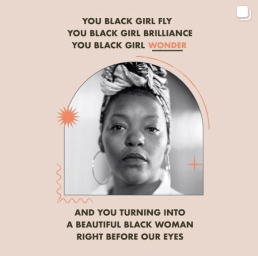 YOU BLACK GIRL FLY
YOU BLACK GIRL BRILLIANCE
YOU BLACK GIRL WONDER
AND YOU TURNING INTO
A BEAUTIFUL BLACK WOMAN
RIGHT BEFORE OUR EYES